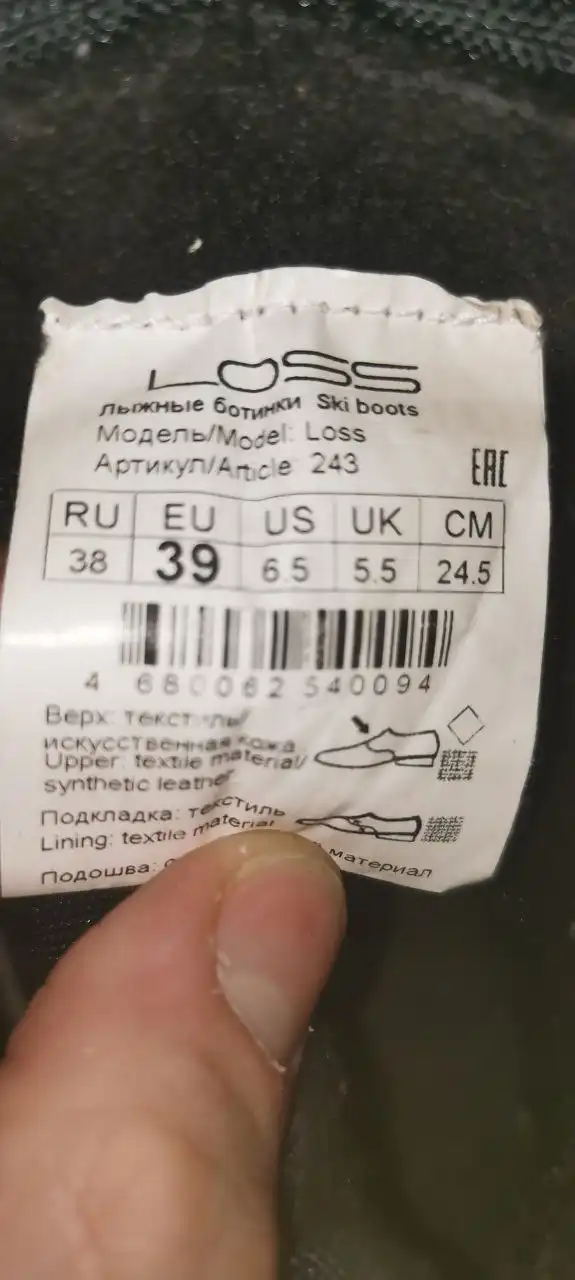 LOSS
лыжные ботинки Ski boots
Модель/Model: Loss
Артикул/Article 243
EAC
RU EU US UK CM
38 39 6.5 5.5 24.5
4 680062 540094
Верх: текстиль/
искусственная кожа
Upper: textile material/
synthetic leather
Подкладка: текстиль
Lining: textile material
Подошва: материал